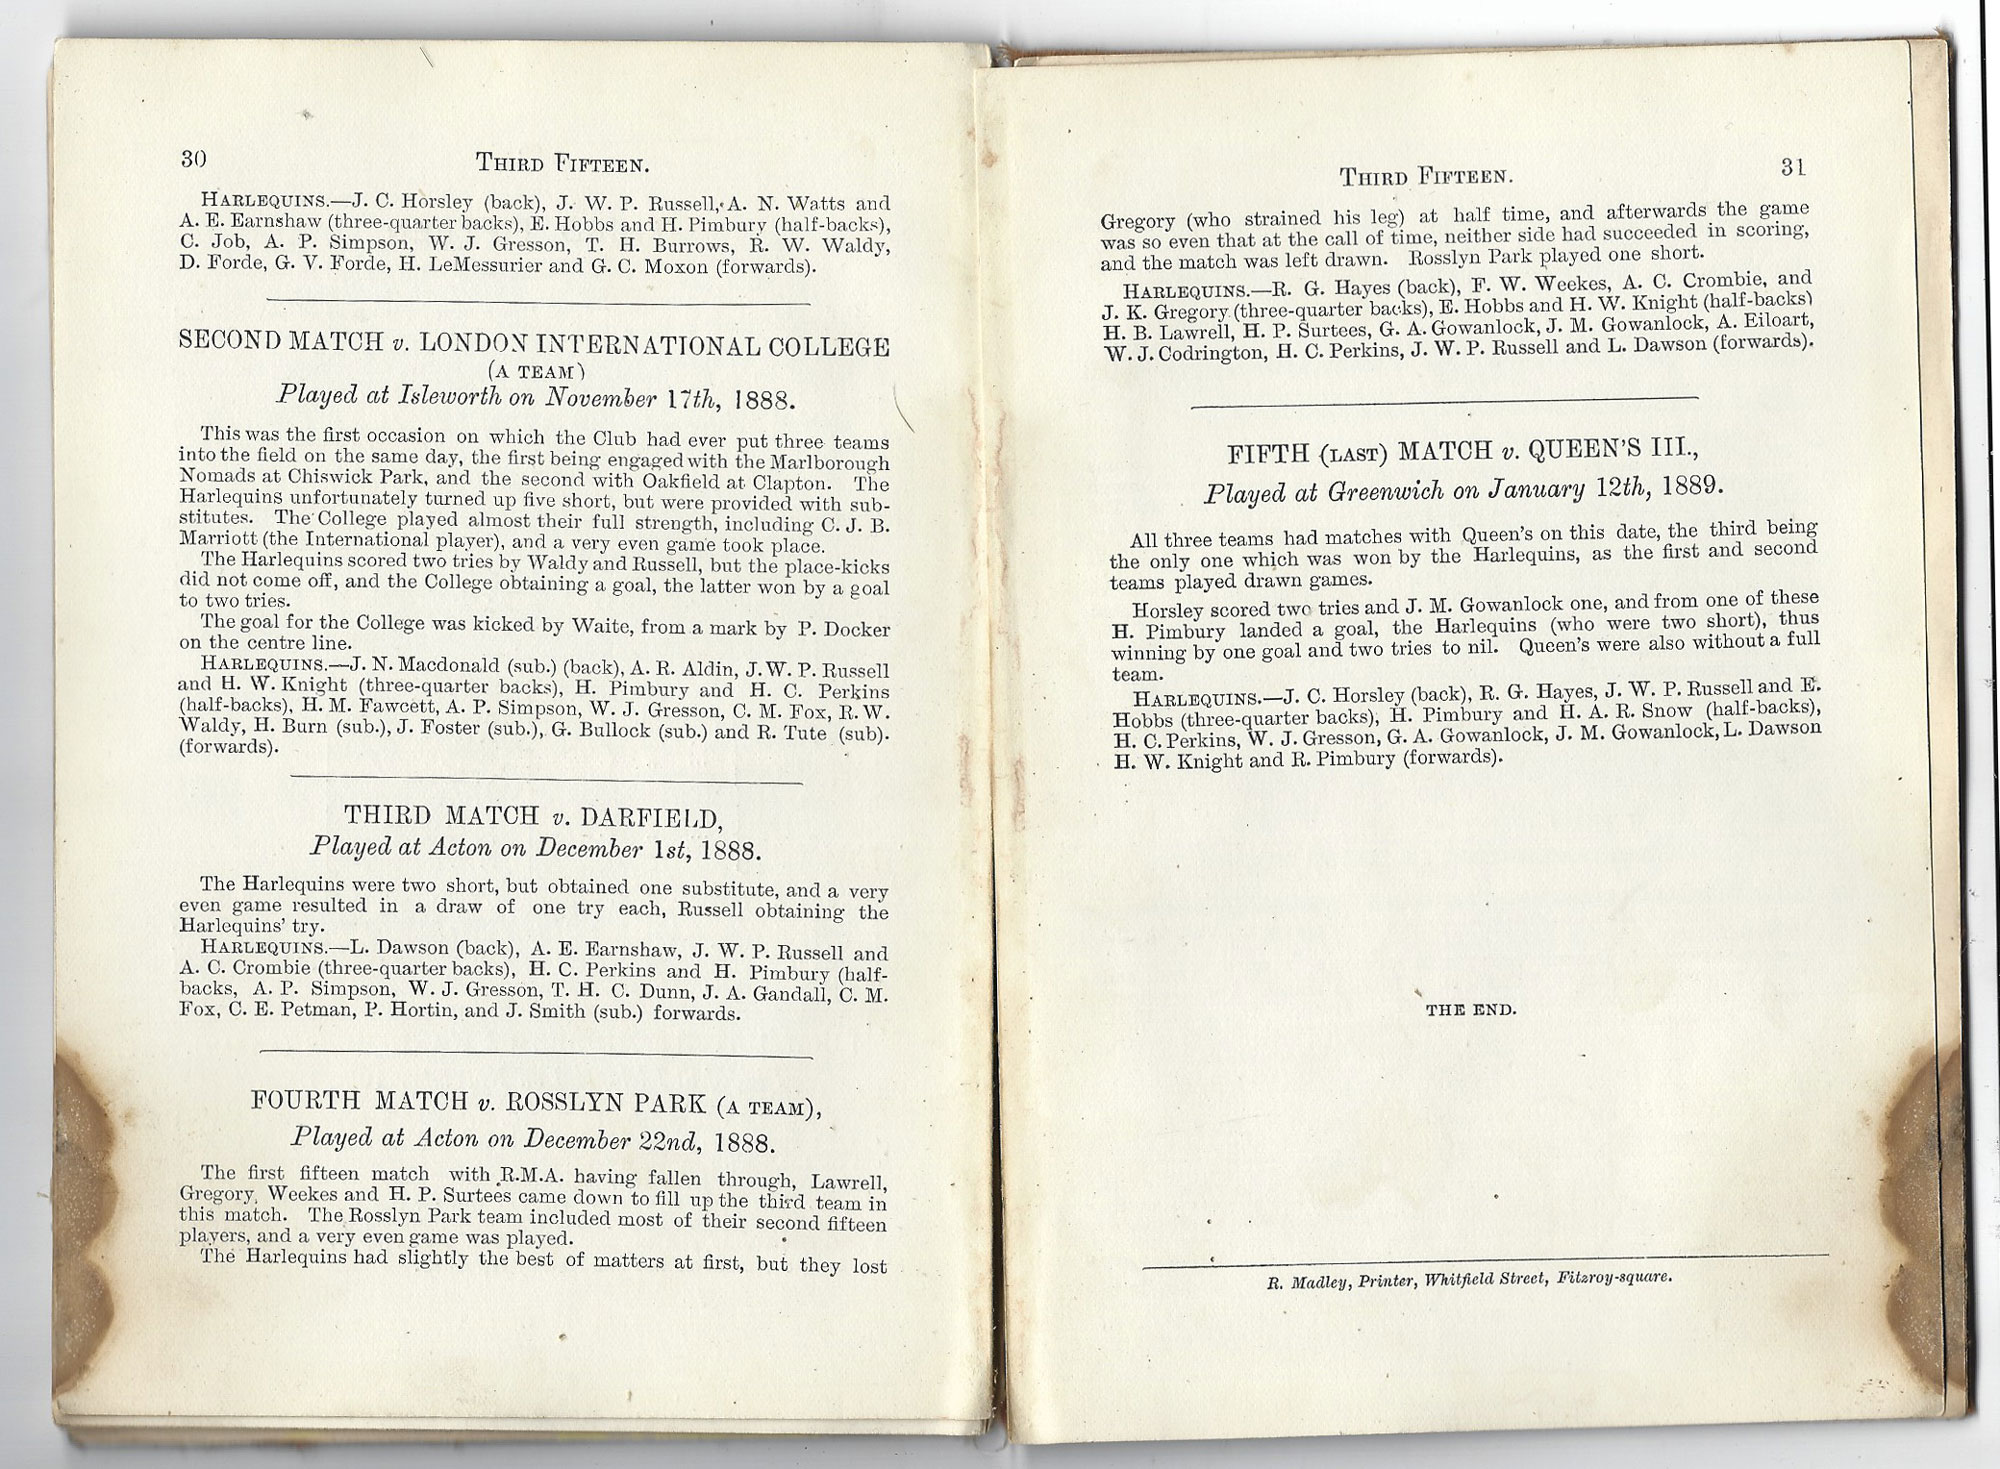 30
THIRD FIFTEEN.
HARLEQUINS.—J. C. Horsley (back), J. W. P. Russell, A. N. Watts and
A. E. Earnshaw (three-quarter backs), E. Hobbs and H. Pimbury (half-backs),
C. Job, A. P. Simpson, W. J. Gresson, T. H. Burrows, R. W. Waldy,
D. Forde, G. V. Forde, H. LeMessurier and G. C. Moxon (forwards).
SECOND MATCH v. LONDON INTERNATIONAL COLLEGE
(A TEAM)
Played at Isleworth on November 17th, 1888.
This was the first occasion on which the Club had ever put three teams
into the field on the same day, the first being engaged with the Marlborough
Nomads at Chiswick Park, and the second with Oakfield at Clapton. The
Harlequins unfortunately turned up five short, but were provided with sub-
stitutes. The College played almost their full strength, including C. J. B.
Marriott (the International player), and a very even game took place.
The Harlequins scored two tries by Waldy and Russell, but the place-kicks
did not come off, and the College obtaining a goal, the latter won by a goal
to two tries.
The goal for the College was kicked by Waite, from a mark by P. Docker
on the centre line.
HARLEQUINS.—J. N. Macdonald (sub.) (back), A. R. Aldin, J. W. P. Russell
and H. W. Knight (three-quarter backs), H. Pimbury and H. C. Perkins
(half-backs), H. M. Fawcett, A. P. Simpson, W. J. Gresson, C. M. Fox, R. W.
Waldy, H. Burn (sub.), J. Foster (sub.), G. Bullock (sub.) and R. Tute (sub).
(forwards).
THIRD MATCH v. DARFIELD,
Played at Acton on December 1st, 1888.
The Harlequins were two short, but obtained one substitute, and a very
even game resulted in a draw of one try each, Russell obtaining the
Harlequins' try.
HARLEQUINS.—L. Dawson (back), A. E. Earnshaw, J. W. P. Russell and
A. C. Crombie (three-quarter backs), H. C. Perkins and H. Pimbury (half-
backs, A. P. Simpson, W. J. Gresson, T. H. C. Dunn, J. A. Gandall, C. M.
Fox, C. E. Petman, P. Hortin, and J. Smith (sub.) forwards.
FOURTH MATCH v. ROSSLYN PARK (A TEAM),
Played at Acton on December 22nd, 1888.
The first fifteen match with R.M.A. having fallen through, Lawrell,
Gregory, Weekes and H. P. Surtees came down to fill up the third team in
this match. The Rosslyn Park team included most of their second fifteen
players, and a very even game was played.
The Harlequins had slightly the best of matters at first, but they lost
THIRD FIFTEEN.
31
Gregory (who strained his leg) at half time, and afterwards the game
was so even that at the call of time, neither side had succeeded in scoring,
and the match was left drawn. Rosslyn Park played one short.
HARLEQUINS.—R. G. Hayes (back), F. W. Weekes, A. C. Crombie, and
J. K. Gregory (three-quarter backs), E. Hobbs and H. W. Knight (half-backs)
H. B. Lawrell, H. P. Surtees, G. A. Gowanlock, J. M. Gowanlock, A. Eiloart,
W. J. Codrington, H. C. Perkins, J. W. P. Russell and L. Dawson (forwards).
FIFTH (LAST) MATCH v. QUEEN'S III.,
Played at Greenwich on January 12th, 1889.
All three teams had matches with Queen's on this date, the third being
the only one which was won by the Harlequins, as the first and second
teams played drawn games.
Horsley scored two tries and J. M. Gowanlock one, and from one of these
H. Pimbury landed a goal, the Harlequins (who were two short), thus
winning by one goal and two tries to nil. Queen's were also without a full
team.
HARLEQUINS.—J. C. Horsley (back), R. G. Hayes, J. W. P. Russell and E.
Hobbs (three-quarter backs), H. Pimbury and H. A. R. Snow (half-backs),
H. C. Perkins, W. J. Gresson, G. A. Gowanlock, J. M. Gowanlock, L. Dawson
H. W. Knight and R. Pimbury (forwards).
THE END.
R. Madley, Printer, Whitfield Street, Fitzroy-square.